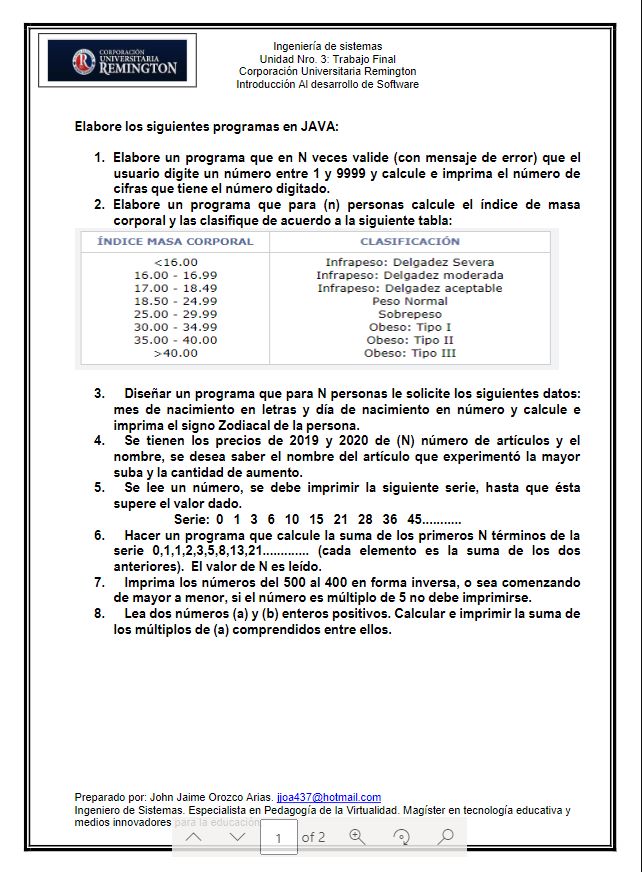 CORPORACIÓN
UNIVERSITARIA
REMINGTON
Ingeniería de sistemas
Unidad Nro. 3: Trabajo Final
Corporación Universitaria Remington
Introducción Al desarrollo de Software
Elabore los siguientes programas en JAVA:
1. Elabore un programa que en N veces valide (con mensaje de error) que el
usuario digite un número entre 1 y 9999 y calcule e imprima el número de
cifras que tiene el número digitado.
2. Elabore un programa que para (n) personas calcule el índice de masa
corporal y las clasifique de acuerdo a la siguiente tabla:
ÍNDICE MASA CORPORAL CLASIFICACIÓN
<16.00 Infrapeso: Delgadez Severa
16.00 - 16.99 Infrapeso: Delgadez moderada
17.00 - 18.49 Infrapeso: Delgadez aceptable
18.50 - 24.99 Peso Normal
25.00 - 29.99 Sobrepeso
30.00 - 34.99 Obeso: Tipo I
35.00 - 40.00 Obeso: Tipo II
>40.00 Obeso: Tipo III
3. Diseñar un programa que para N personas le solicite los siguientes datos:
mes de nacimiento en letras y día de nacimiento en número y calcule e
imprima el signo Zodiacal de la persona.
4. Se tienen los precios de 2019 y 2020 de (N) número de artículos y el
nombre, se desea saber el nombre del artículo que experimentó la mayor
suba y la cantidad de aumento.
5. Se lee un número, se debe imprimir la siguiente serie, hasta que ésta
supere el valor dado.
Serie: 0 1 3 6 10 15 21 28 36 45...........
6. Hacer un programa que calcule la suma de los primeros N términos de la
serie 0,1,1,2,3,5,8,13,21............. (cada elemento es la suma de los dos
anteriores). El valor de N es leído.
7. Imprima los números del 500 al 400 en forma inversa, o sea comenzando
de mayor a menor, si el número es múltiplo de 5 no debe imprimirse.
8. Lea dos números (a) y (b) enteros positivos. Calcular e imprimir la suma de
los múltiplos de (a) comprendidos entre ellos.
Preparado por: John Jaime Orozco Arias. jjoa437@hotmail.com
Ingeniero de Sistemas. Especialista en Pedagogía de la Virtualidad. Magíster en tecnología educativa y
medios innovadores para la educación
1 of 2